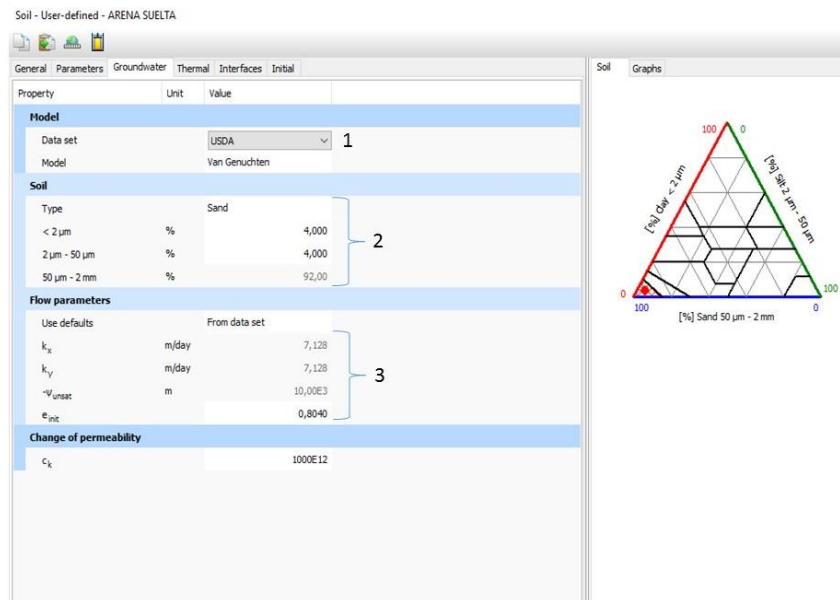 Soil - User-defined - ARENA SUELTA
General Parameters Groundwater Thermal Interfaces Initial
Property Unit Value
Model
Data set USDA 1
Model Van Genuchten
Soil
Type Sand
< 2 µm % 4,000
2 µm - 50 µm % 4,000
50 µm - 2 mm % 92,00
2
Flow parameters
Use defaults From data set
kx m/day 7,128
ky m/day 7,128
-ψunsat m 10,00E3
einit 0,8040
3
Change of permeability
ck 1000E12
Soil Graphs
100 0
[%] Clay < 2 µm
[%] Silt 2 µm - 50 µm
0 100
100 0
[%] Sand 50 µm - 2 mm